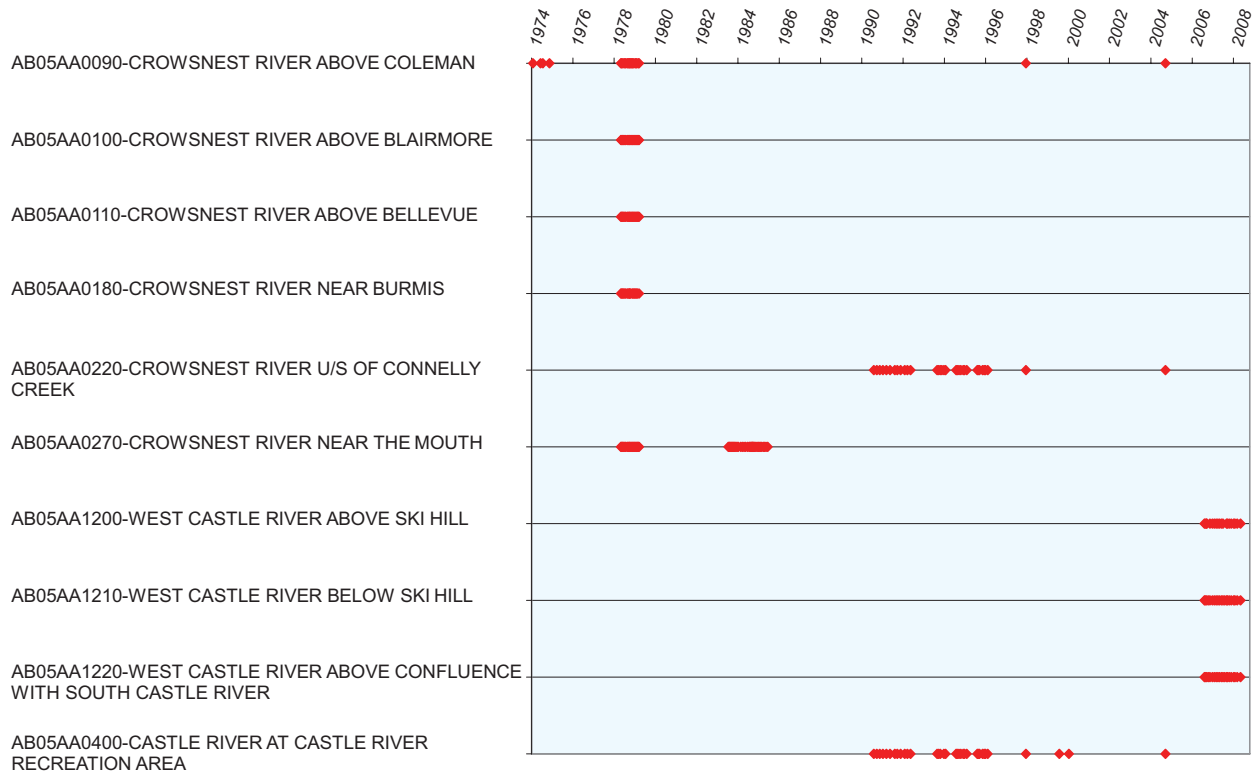 1974 1976 1978 1980 1982 1984 1986 1988 1990 1992 1994 1996 1998 2000 2002 2004 2006 2008
AB05AA0090-CROWSNEST RIVER ABOVE COLEMAN
AB05AA0100-CROWSNEST RIVER ABOVE BLAIRMORE
AB05AA0110-CROWSNEST RIVER ABOVE BELLEVUE
AB05AA0180-CROWSNEST RIVER NEAR BURMIS
AB05AA0220-CROWSNEST RIVER U/S OF CONNELLY
CREEK
AB05AA0270-CROWSNEST RIVER NEAR THE MOUTH
AB05AA1200-WEST CASTLE RIVER ABOVE SKI HILL
AB05AA1210-WEST CASTLE RIVER BELOW SKI HILL
AB05AA1220-WEST CASTLE RIVER ABOVE CONFLUENCE
WITH SOUTH CASTLE RIVER
AB05AA0400-CASTLE RIVER AT CASTLE RIVER
RECREATION AREA